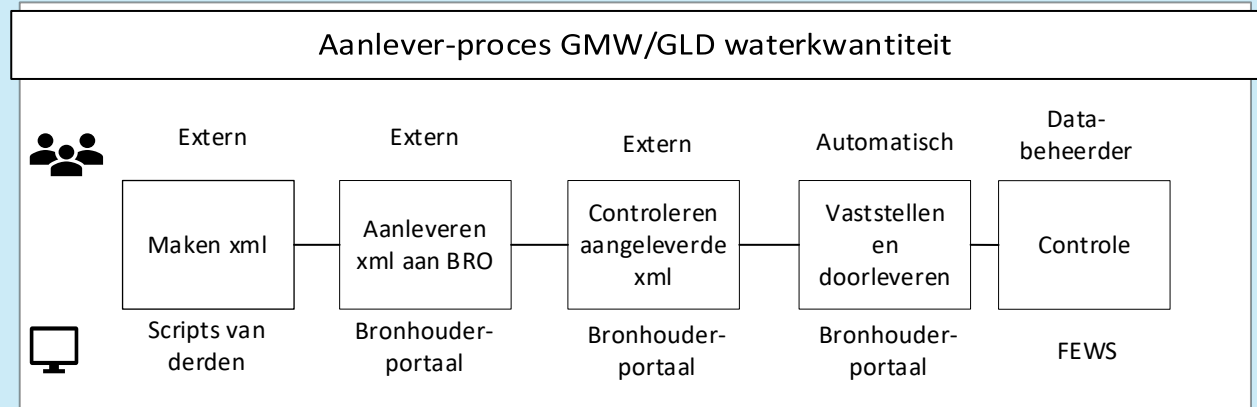 Aanlever-proces GMW/GLD waterkwantiteit
Extern
Extern
Extern
Automatisch
Data-
beheerder
Maken xml
Aanleveren
xml aan BRO
Controleren
aangeleverde
xml
Vaststellen
en
doorleveren
Controle
Scripts van
derden
Bronhouder-
portaal
Bronhouder-
portaal
Bronhouder-
portaal
FEWS